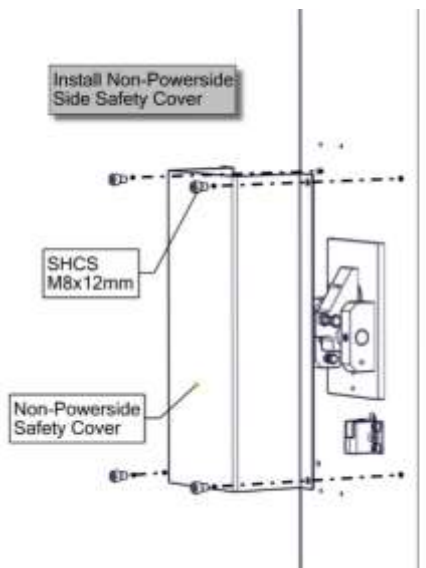 Install Non-Powerside
Side Safety Cover
SHCS
M8x12mm
Non-Powerside
Safety Cover